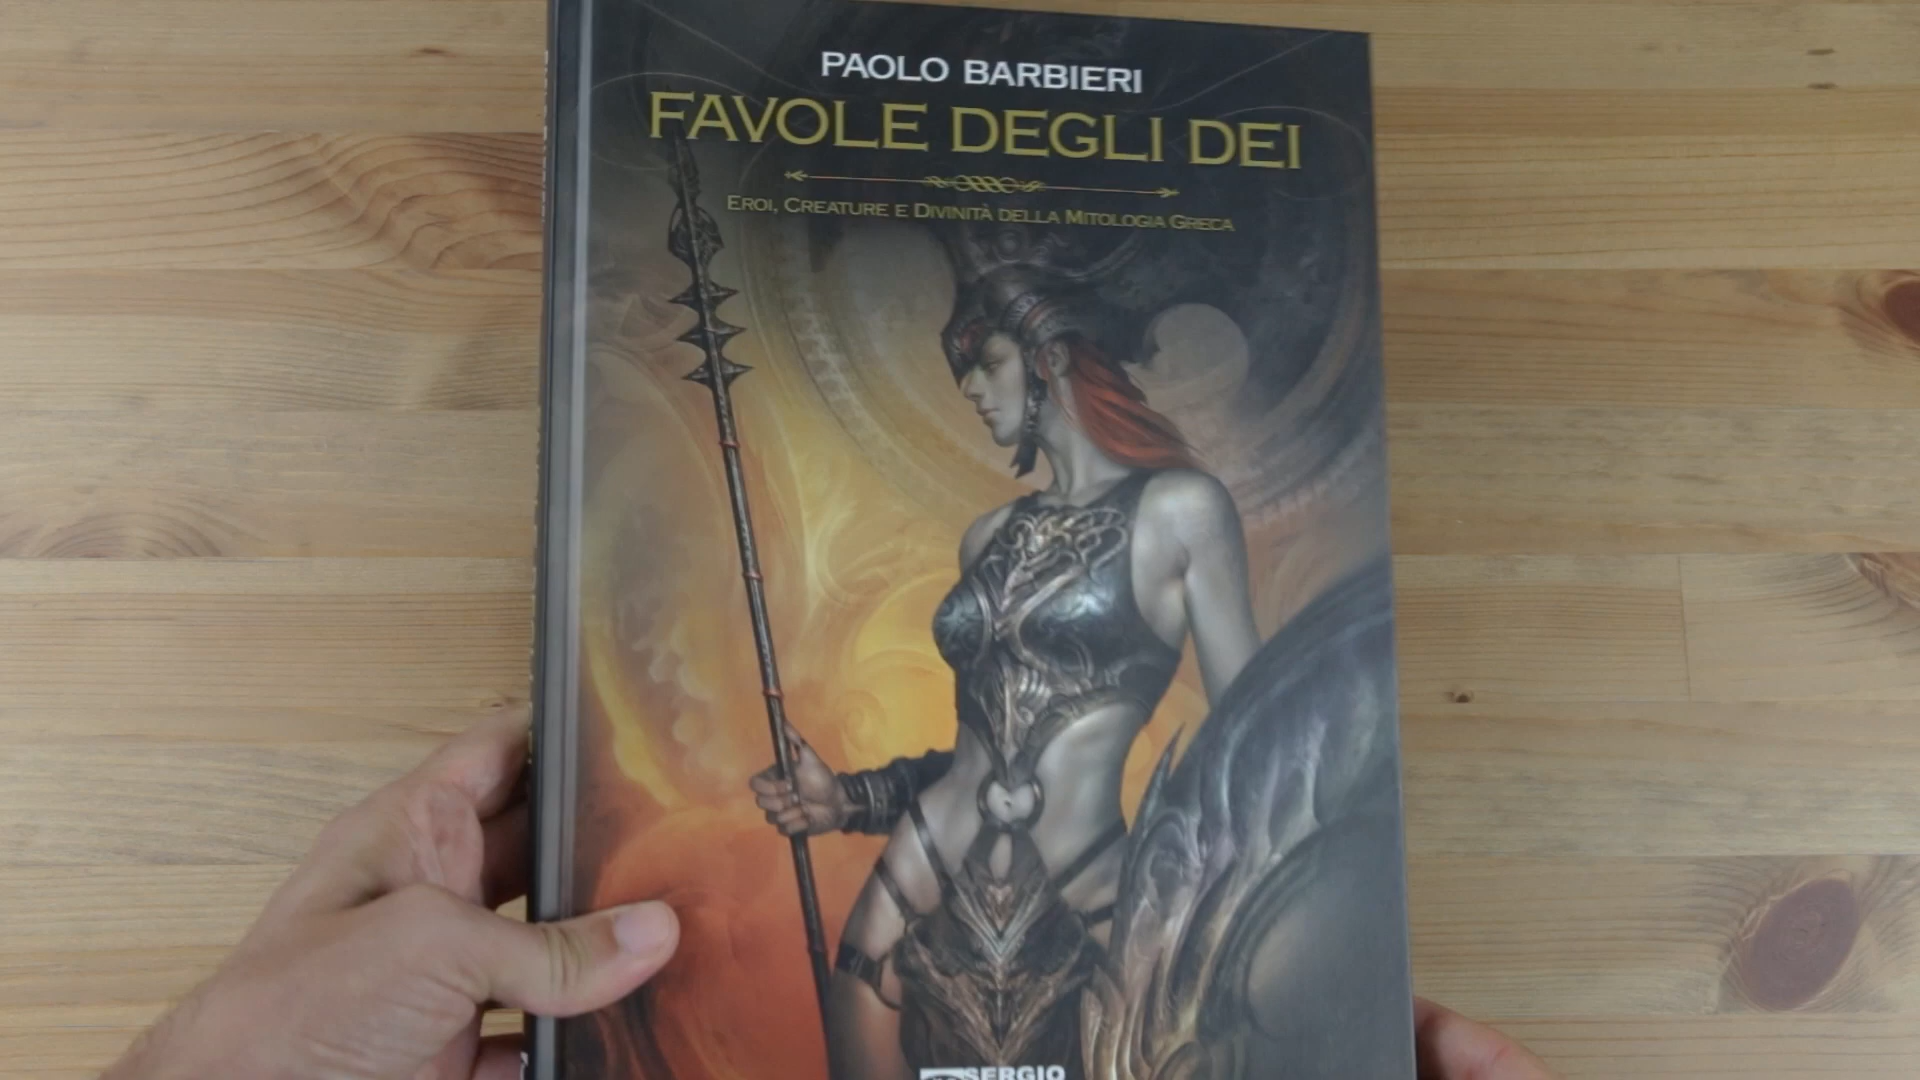 PAOLO BARBIERI
FAVOLE DEGLI DEI
EROI, CREATURE E DIVINITÀ DELLA MITOLOGIA GRECA
SERGIO